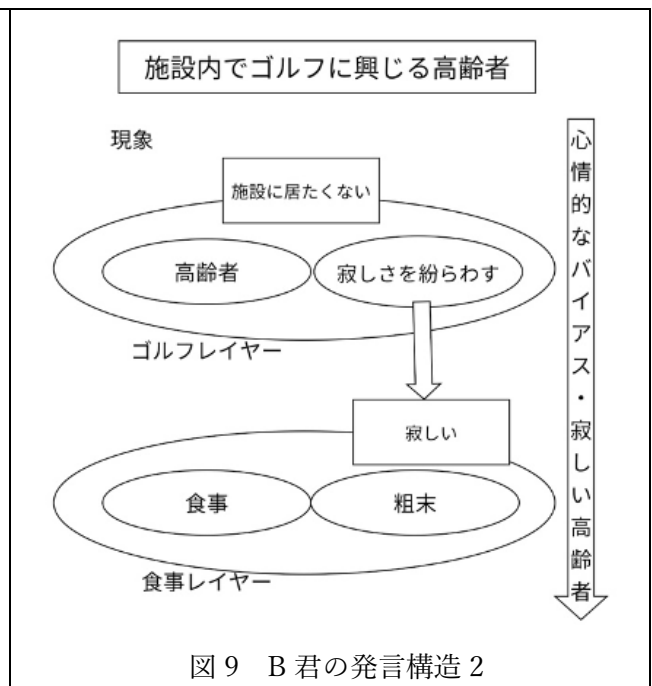 施設内でゴルフに興じる高齢者
現象
施設に居たくない
高齢者
寂しさを紛らわす
ゴルフレイヤー
寂しい
食事
粗末
食事レイヤー
心情的なバイアス・寂しい高齢者
図9 B君の発言構造2